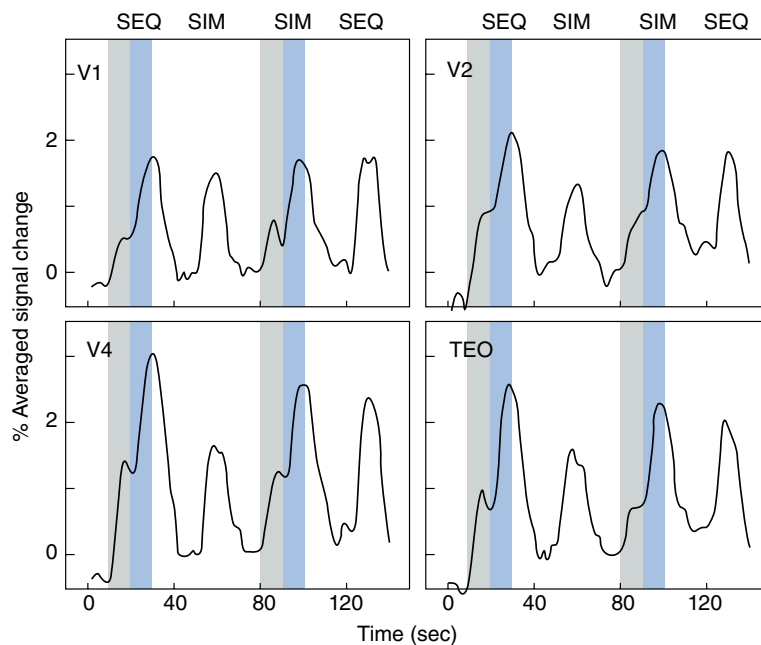 SEQ SIM SIM SEQ SEQ SIM SIM SEQ
V1 V2
2
0
V4 TEO
2
0
% Averaged signal change
0 40 80 120 0 40 80 120
Time (sec)